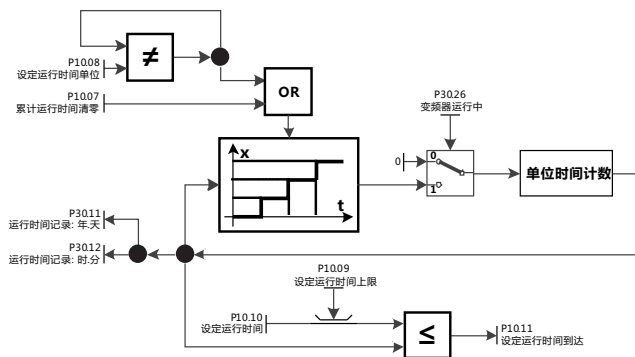 P10.08
设定运行时间单位
≠
P10.07
累计运行时间清零
OR
P30.26
变频器运行中
x
t
0
0
1
单位时间计数
P30.11
运行时间记录: 年.天
P30.12
运行时间记录: 时.分
P10.09
设定运行时间上限
P10.10
设定运行时间
≤
P10.11
设定运行时间到达